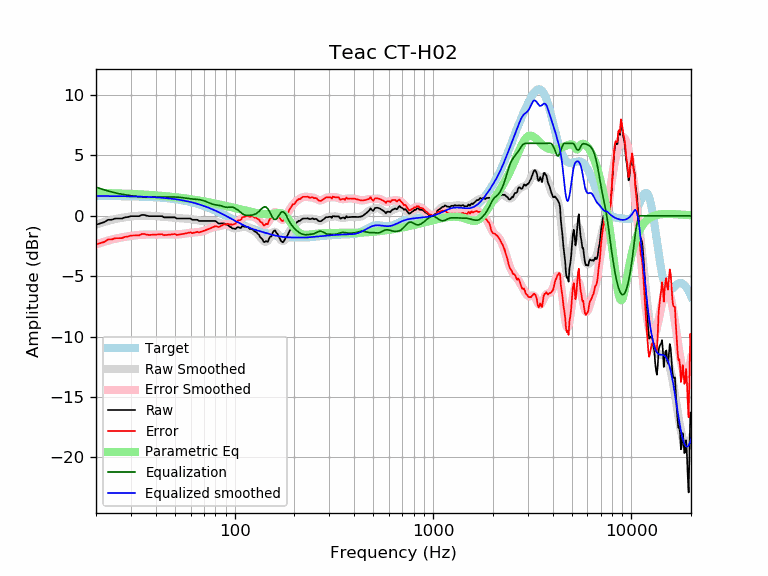 Teac CT-H02
Amplitude (dBr)
10
5
0
−5
−10
−15
−20
Target
Raw Smoothed
Error Smoothed
Raw
Error
Parametric Eq
Equalization
Equalized smoothed
100 1000 10000
Frequency (Hz)